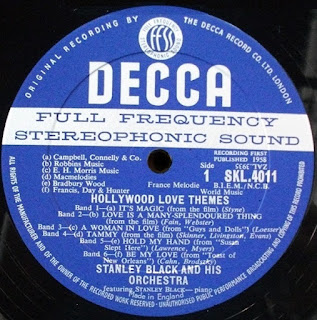 ORIGINAL RECORDING BY
THE DECCA RECORD CO. LTD. LONDON
FULL FREQUENCY
FFSS
STEREOPHONIC SOUND
DECCA
FULL FREQUENCY
STEREOPHONIC SOUND
(a) Campbell, Connelly & Co.
(b) Robbins Music
(c) E. H. Morris Music
(d) Macmelodies
(e) Bradbury Wood
(f) Francis, Day & Hunter
RECORDING FIRST
PUBLISHED 1958
Side
1 SKL.4011
France Melodie B.I.E.M./N.C.B.
World Music
HOLLYWOOD LOVE THEMES
Band 1—(a) IT'S MAGIC (from the film) (Styne)
Band 2—(b) LOVE IS A MANY-SPLENDOURED THING
(from the film) (Fain, Webster)
Band 3—(c) A WOMAN IN LOVE (from "Guys and Dolls") (Loesser)
Band 4—(d) TAMMY (from the film) (Skinner, Livingston, Evans)
Band 5—(e) HOLD MY HAND (from "Susan
Slept Here") (Lawrence, Myers)
Band 6—(f) BE MY LOVE (from "Toast of
New Orleans") (Cahn, Brodszky)
STANLEY BLACK AND HIS
ORCHESTRA
featuring STANLEY BLACK—piano
Made in England
ALL RIGHTS OF THE MANUFACTURER AND OF THE OWNER OF THE RECORDED WORK RESERVED · UNAUTHORISED PUBLIC PERFORMANCE BROADCASTING AND COPYING OF THIS RECORD PROHIBITED